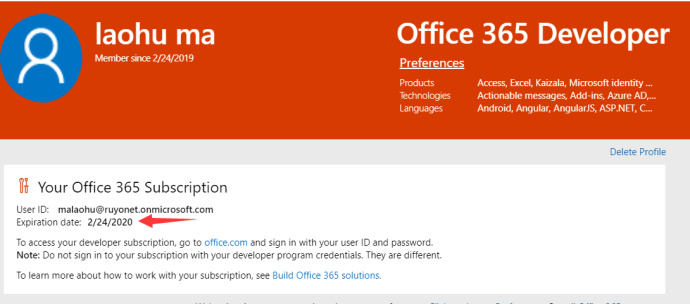 laohu ma
Member since 2/24/2019
Office 365 Developer
Preferences
Products Access, Excel, Kaizala, Microsoft identity ...
Technologies Actionable messages, Add-ins, Azure AD,...
Languages Android, Angular, AngularJS, ASP.NET, C...
Delete Profile
Your Office 365 Subscription
User ID: malaohu@ruyonet.onmicrosoft.com
Expiration date: 2/24/2020
To access your developer subscription, go to office.com and sign in with your user ID and password.
Note: Do not sign in to your subscription with your developer program credentials. They are different.
To learn more about how to work with your subscription, see Build Office 365 solutions.